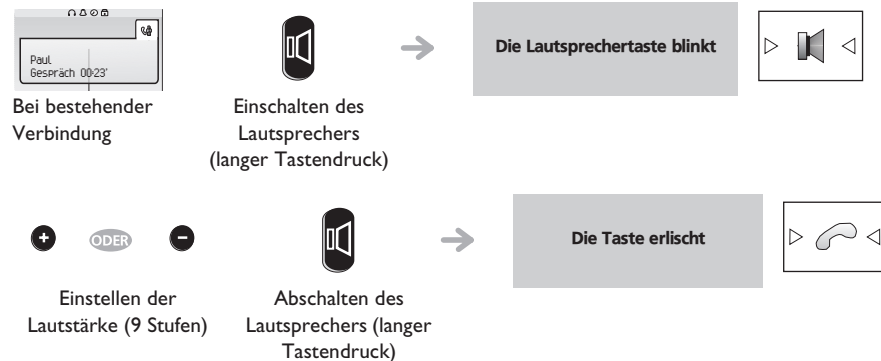 Paul
Gespräch 00:23'
Bei bestehender
Verbindung
Einschalten des
Lautsprechers
(langer Tastendruck)
Die Lautsprechertaste blinkt
ODER
Einstellen der
Lautstärke (9 Stufen)
Abschalten des
Lautsprechers (langer
Tastendruck)
Die Taste erlischt